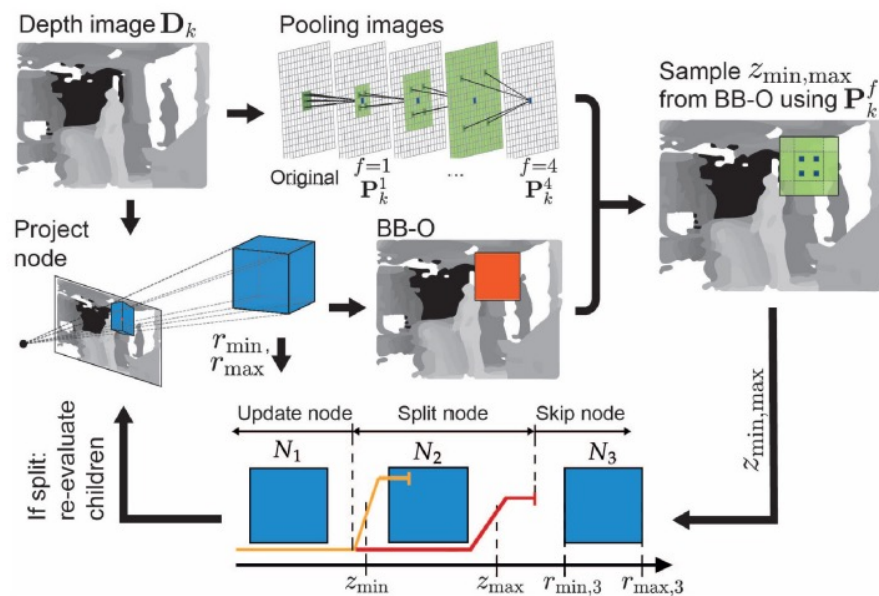 Depth image D_k
Pooling images
Original
f=1
P_k^1
...
f=4
P_k^4
Sample z_min,max
from BB-O using P_k^f
Project
node
BB-O
r_min,
r_max
z_min,max
If split:
re-evaluate
children
Update node
Split node
Skip node
N_1
N_2
N_3
z_min
z_max
r_min,3
r_max,3